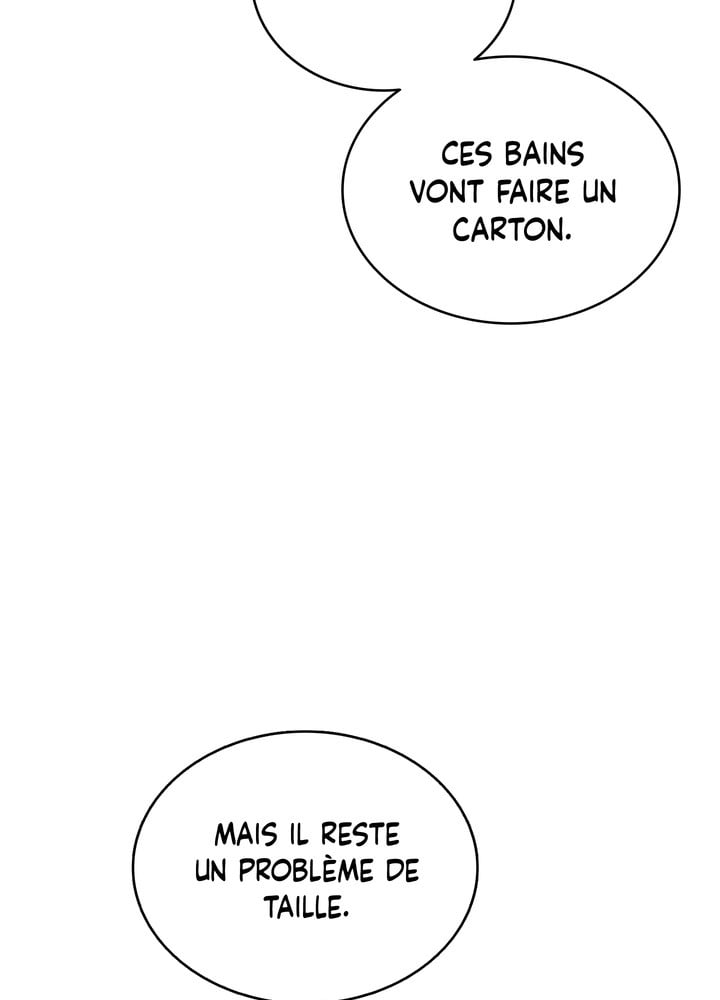 CES BAINS
VONT FAIRE UN
CARTON.
MAIS IL RESTE
UN PROBLÈME DE
TAILLE.